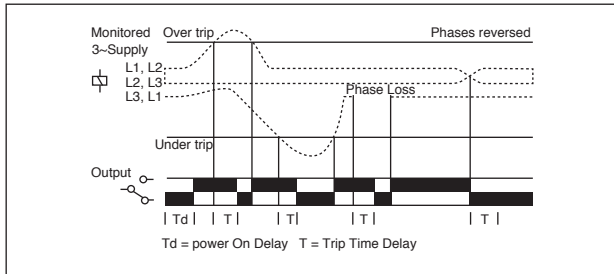 Monitored Over trip Phases reversed
3~Supply
L1, L2
L2, L3
L3, L1
Phase Loss
Under trip
Output
Td T T T T
Td = power On Delay T = Trip Time Delay